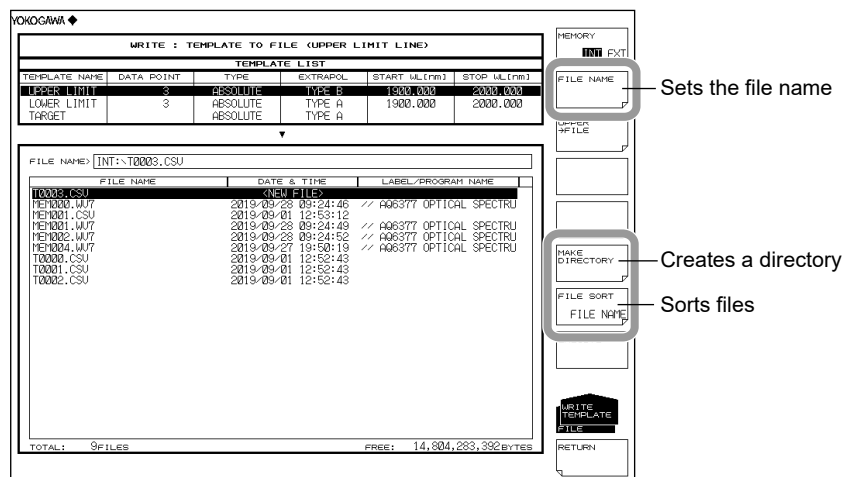 YOKOGAWA ◆
WRITE : TEMPLATE TO FILE (UPPER LIMIT LINE)
TEMPLATE LIST
TEMPLATE NAME DATA POINT TYPE EXTRAPOL START WL[nm] STOP WL[nm]
UPPER LIMIT 3 ABSOLUTE TYPE B 1900.000 2000.000
LOWER LIMIT 3 ABSOLUTE TYPE A 1900.000 2000.000
TARGET ABSOLUTE TYPE A
▼
FILE NAME> INT:\T0003.CSV
FILE NAME DATE & TIME LABEL/PROGRAM NAME
T0003.CSV <NEW FILE>
MEM000.WV7 2019/09/28 09:24:46 // AQ6377 OPTICAL SPECTRU
MEM001.CSV 2019/09/01 12:53:12
MEM001.WV7 2019/09/28 09:24:49 // AQ6377 OPTICAL SPECTRU
MEM002.WV7 2019/09/28 09:24:52 // AQ6377 OPTICAL SPECTRU
MEM004.WV7 2019/09/27 19:50:19 // AQ6377 OPTICAL SPECTRU
T0000.CSV 2019/09/01 12:52:43
T0001.CSV 2019/09/01 12:52:43
T0002.CSV 2019/09/01 12:52:43
TOTAL: 9FILES FREE: 14,804,283,392BYTES
MEMORY
INT EXT
FILE NAME
Sets the file name
UPPER
→FILE
MAKE
DIRECTORY
Creates a directory
FILE SORT
FILE NAME
Sorts files
WRITE
TEMPLATE
FILE
RETURN